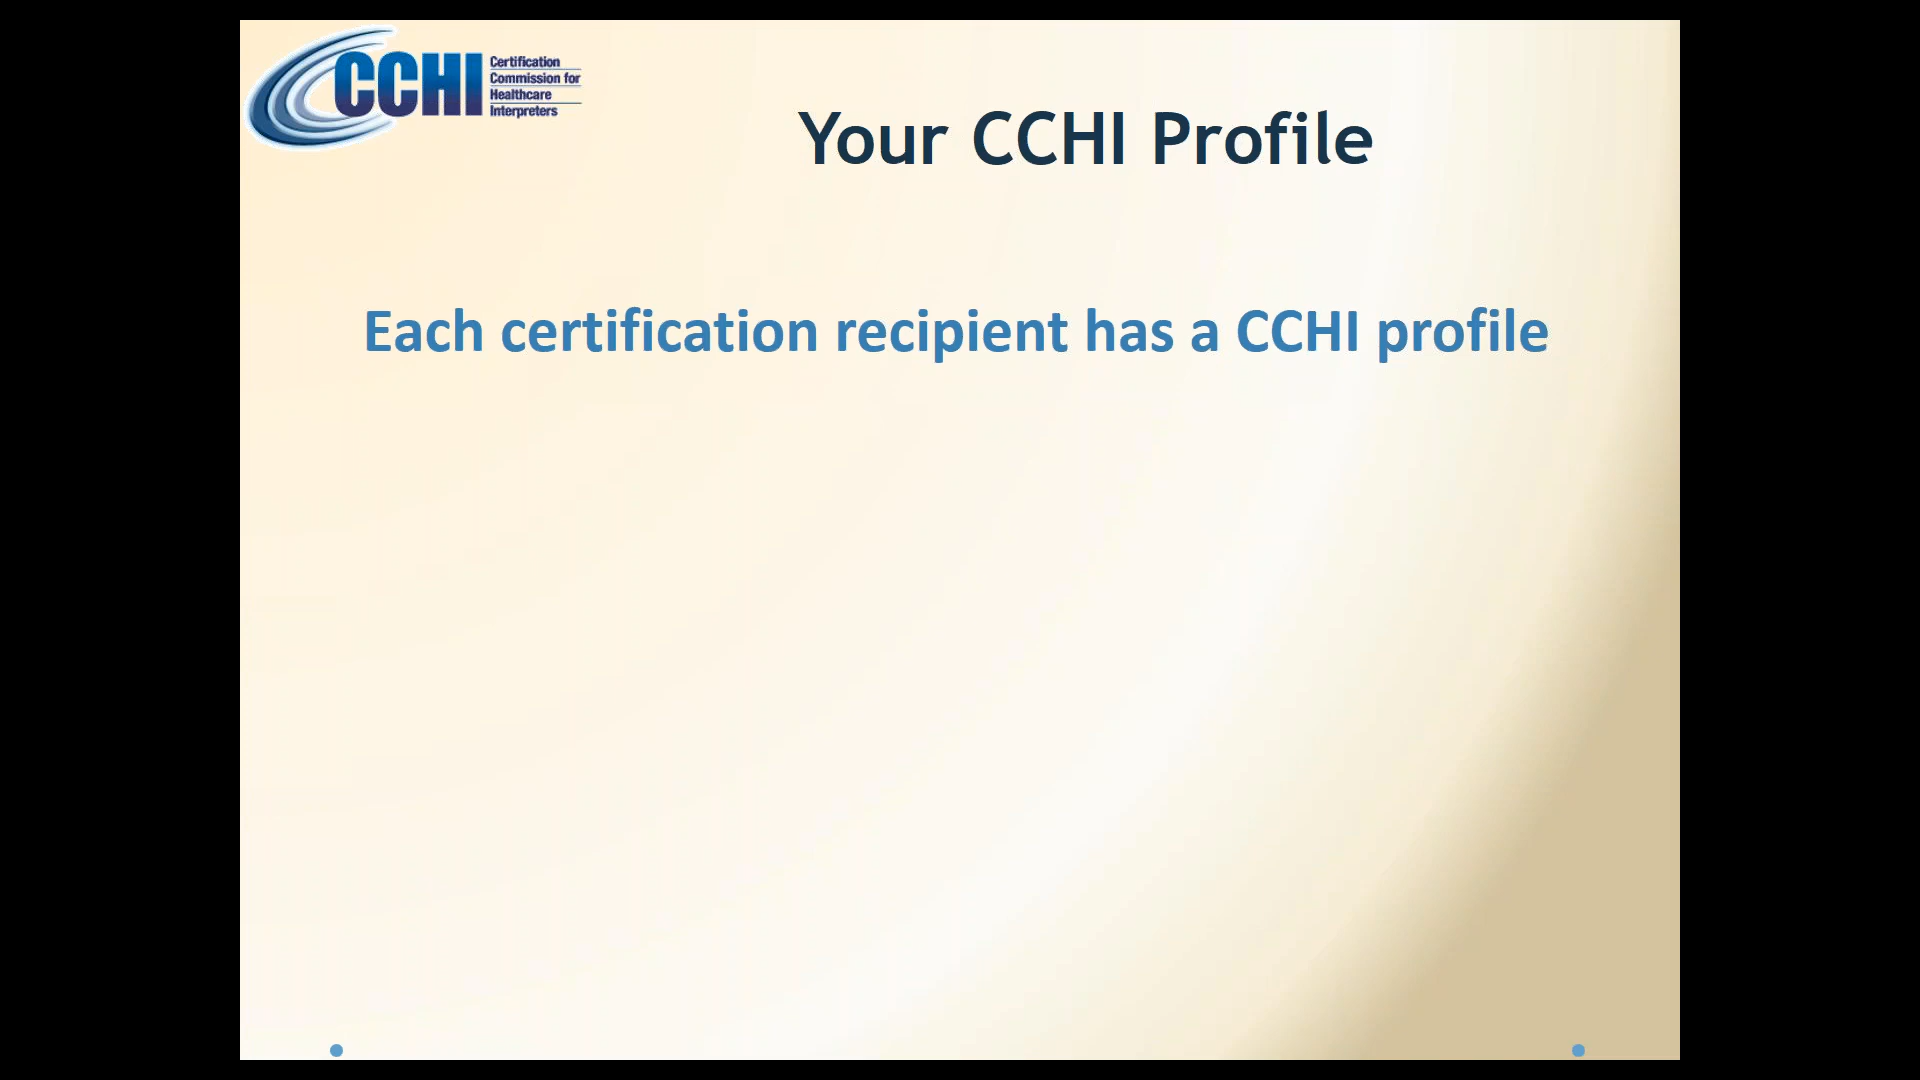 CCHI
Certification
Commission for
Healthcare
Interpreters
Your CCHI Profile
Each certification recipient has a CCHI profile